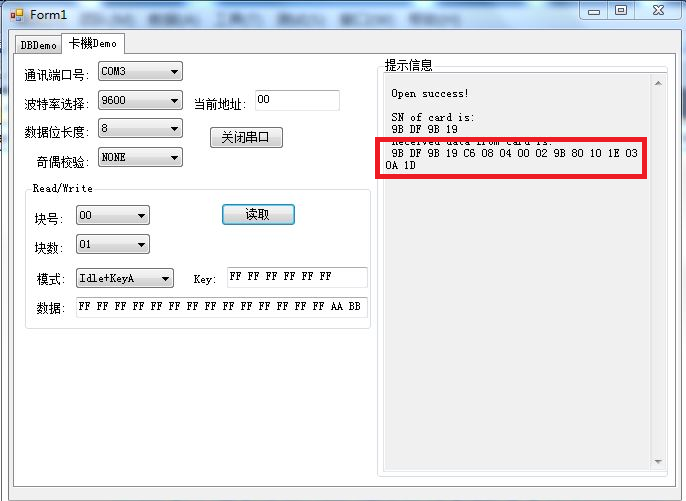 Form1
DBDemo
卡機Demo
通讯端口号:
COM3
波特率选择:
9600
当前地址:
00
数据位长度:
8
关闭串口
奇偶校验:
NONE
Read/Write
块号:
00
读取
块数:
01
模式:
Idle+KeyA
Key:
FF FF FF FF FF FF
数据:
FF FF FF FF FF FF FF FF FF FF FF FF FF FF AA BB
提示信息
Open success!
SN of card is:
9B DF 9B 19
Received data from card is:
9B DF 9B 19 C6 08 04 00 02 9B 80 10 1E 03
0A 1D